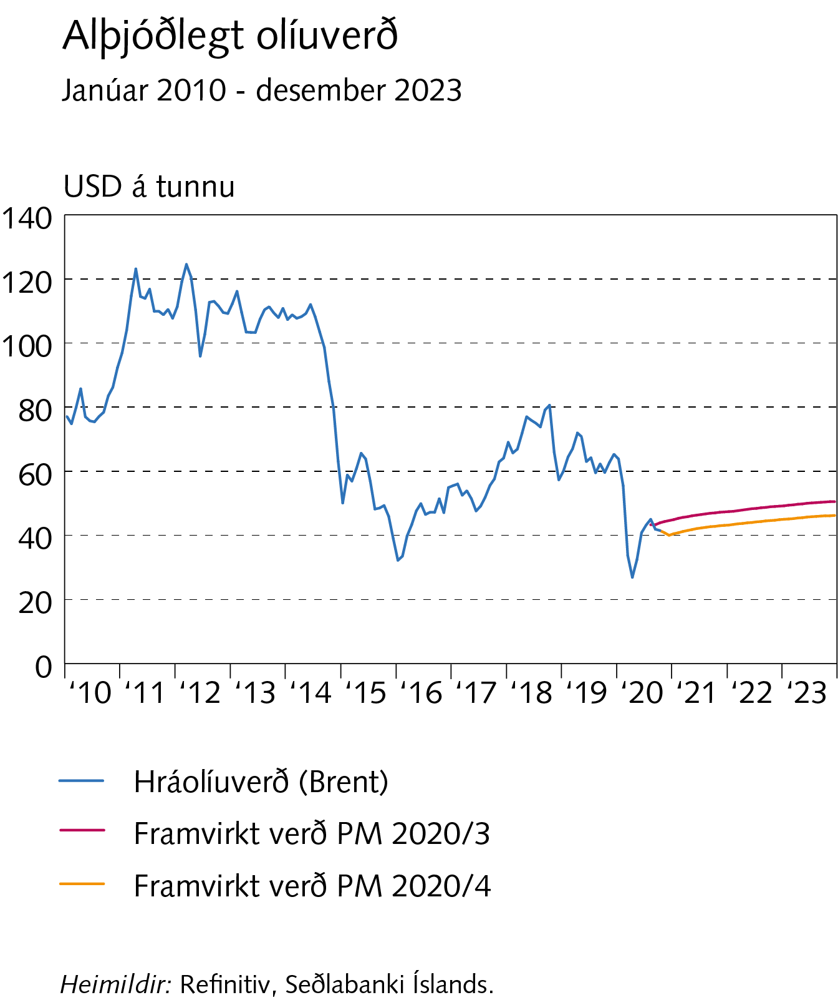 Alþjóðlegt olíuverð
Janúar 2010 - desember 2023
USD á tunnu
140
120
100
80
60
40
20
0
‘10 ‘11 ‘12 ‘13 ‘14 ‘15 ‘16 ‘17 ‘18 ‘19 ‘20 ‘21 ‘22 ‘23
Hráolíuverð (Brent)
Framvirkt verð PM 2020/3
Framvirkt verð PM 2020/4
Heimildir: Refinitiv, Seðlabanki Íslands.